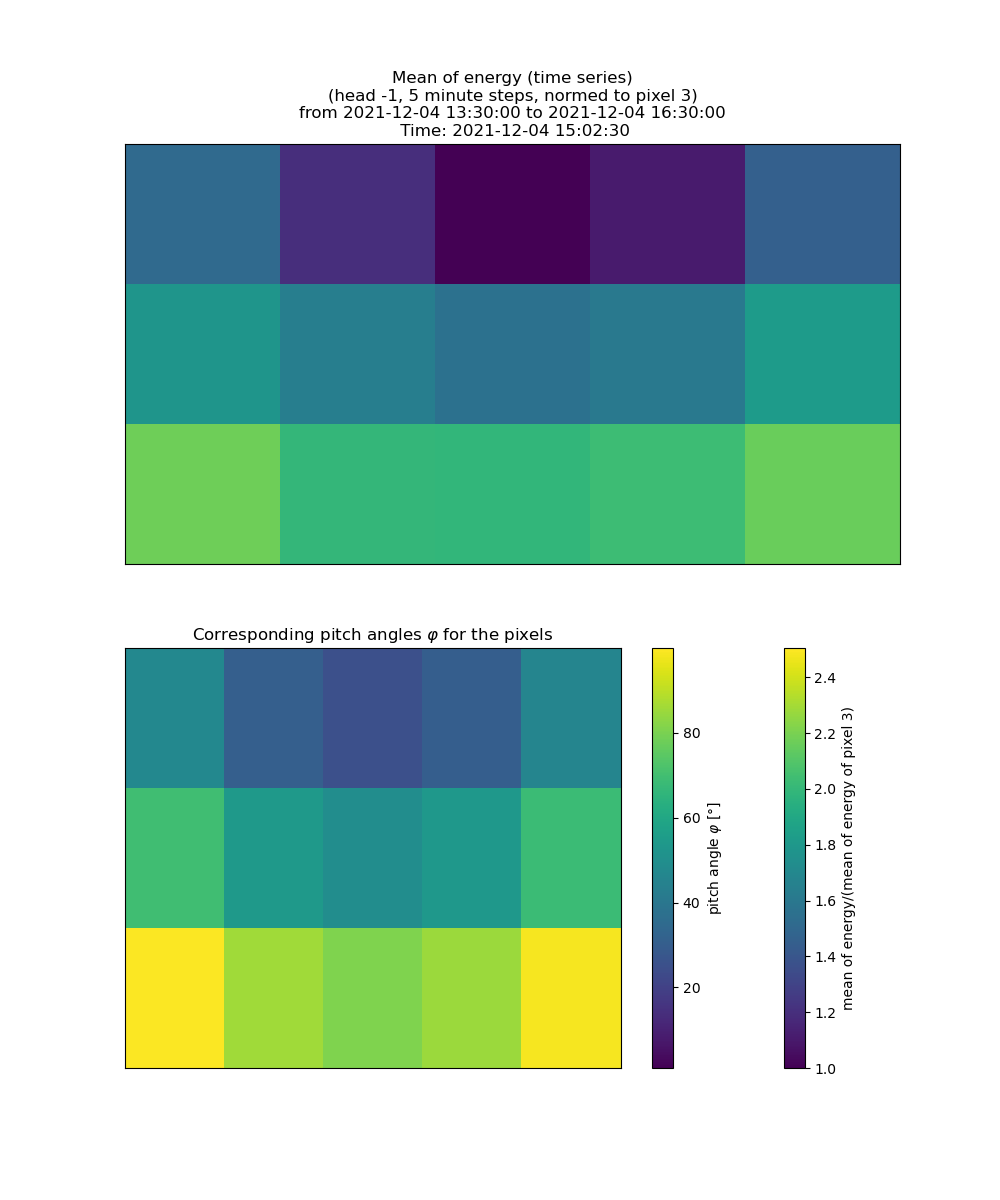 Mean of energy (time series)
(head -1, 5 minute steps, normed to pixel 3)
from 2021-12-04 13:30:00 to 2021-12-04 16:30:00
Time: 2021-12-04 15:02:30
Corresponding pitch angles φ for the pixels
80
60
40
20
pitch angle φ [°]
2.4
2.2
2.0
1.8
1.6
1.4
1.2
1.0
mean of energy/(mean of energy of pixel 3)